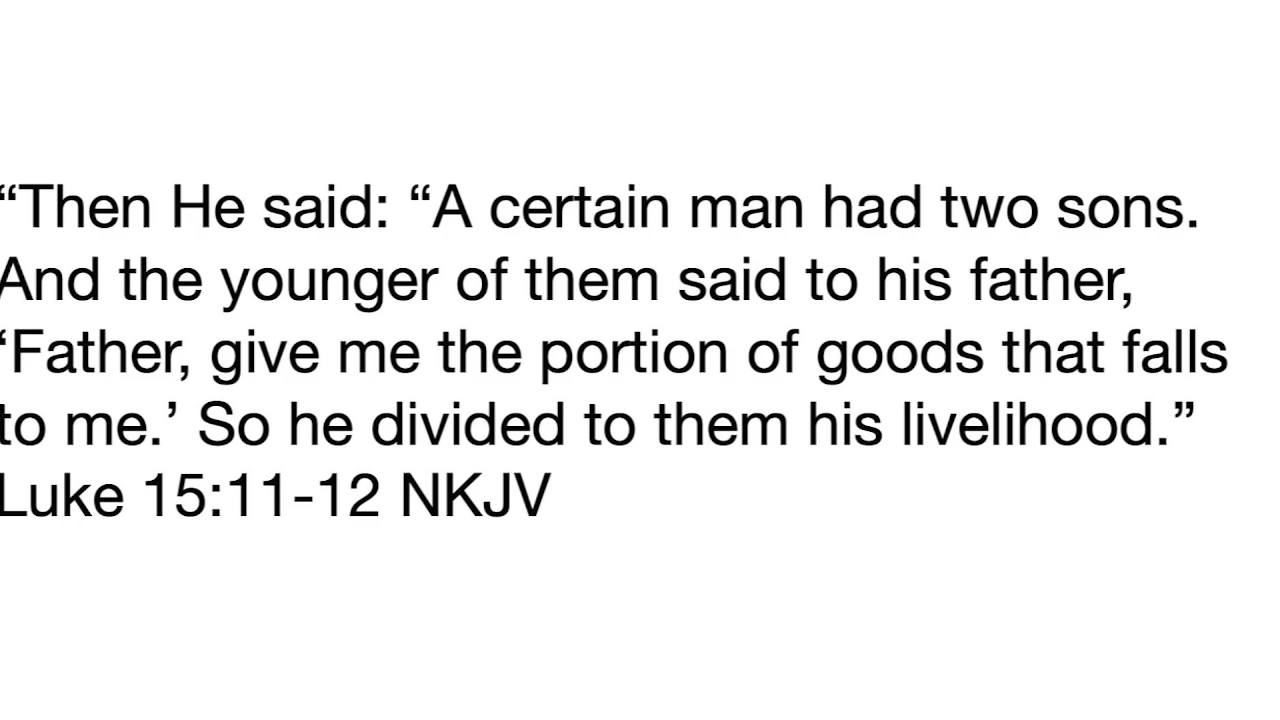 “Then He said: “A certain man had two sons.
And the younger of them said to his father,
‘Father, give me the portion of goods that falls
to me.’ So he divided to them his livelihood.”
Luke 15:11-12 NKJV